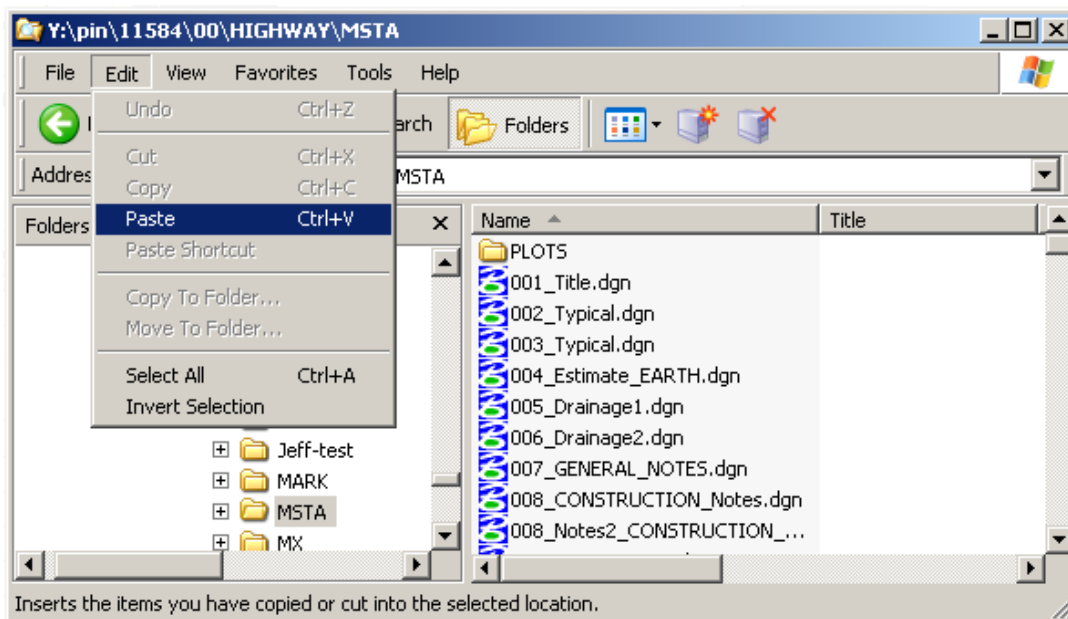 Y:\pin\11584\00\HIGHWAY\MSTA
File Edit View Favorites Tools Help
Undo Ctrl+Z
Cut Ctrl+X
Copy Ctrl+C
Paste Ctrl+V
Paste Shortcut
Copy To Folder...
Move To Folder...
Select All Ctrl+A
Invert Selection
arch Folders
Addres MSTA
Folders
Jeff-test
MARK
MSTA
MX
Name Title
PLOTS
001_Title.dgn
002_Typical.dgn
003_Typical.dgn
004_Estimate_EARTH.dgn
005_Drainage1.dgn
006_Drainage2.dgn
007_GENERAL_NOTES.dgn
008_CONSTRUCTION_Notes.dgn
008_Notes2_CONSTRUCTION_...
Inserts the items you have copied or cut into the selected location.